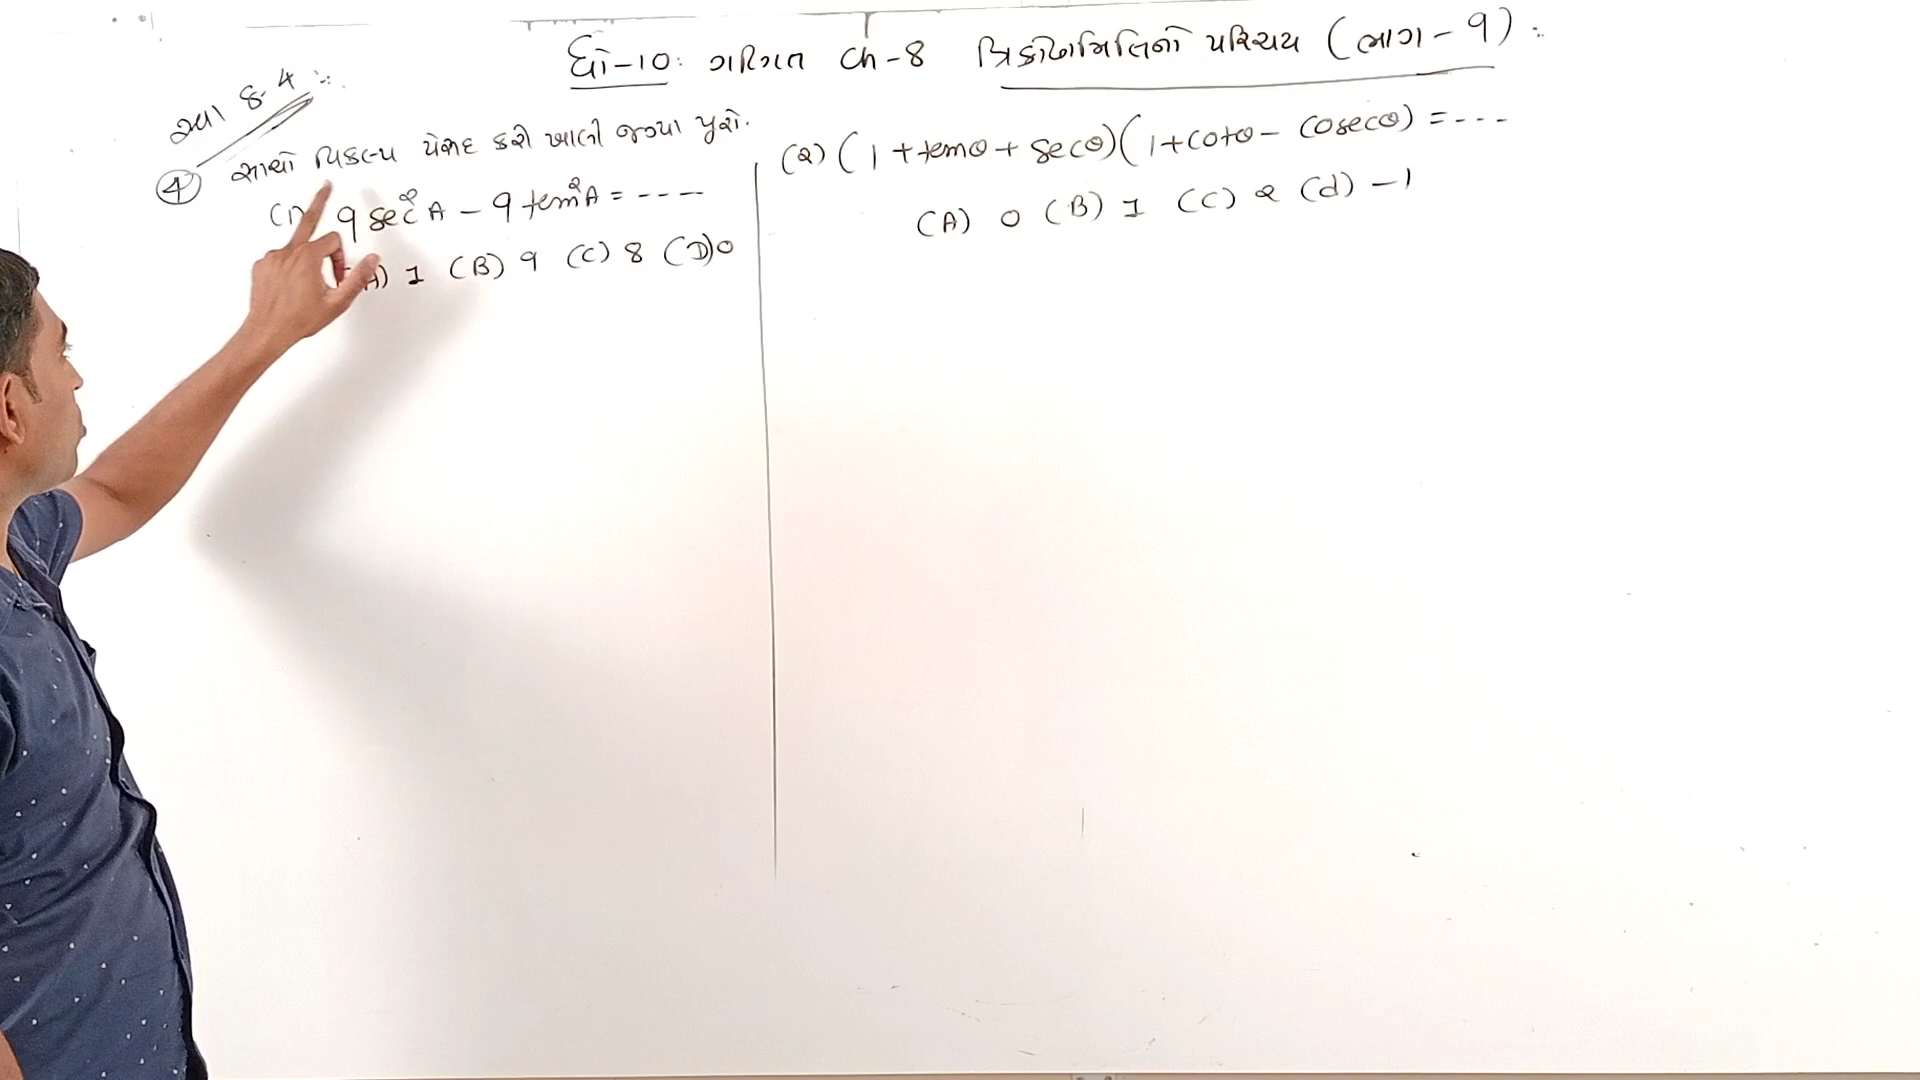 ધો-10: ગણિત Ch-8 ત્રિકોણમિતિનો પરિચય (ભાગ-9):
સ્વા 8.4:
(4) સાચો વિકલ્પ પસંદ કરી ખાલી જગ્યા પૂરો.
(1) 9 sec²A - 9 tan²A = ----
(A) 1 (B) 9 (C) 8 (D) 0
(2) (1 + tanθ + secθ)(1 + cotθ - cosecθ) = ---
(A) 0 (B) 1 (C) 2 (d) -1